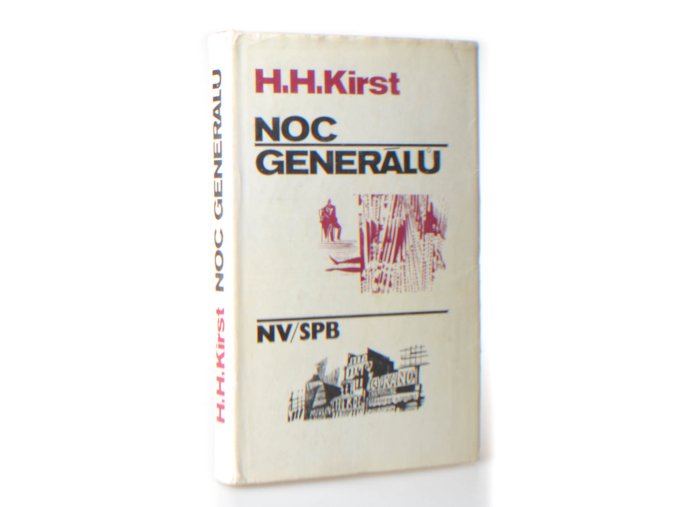 H.H.Kirst
NOC
GENERÁLŮ
NV/SPB
H.H.Kirst NOC GENERÁLŮ